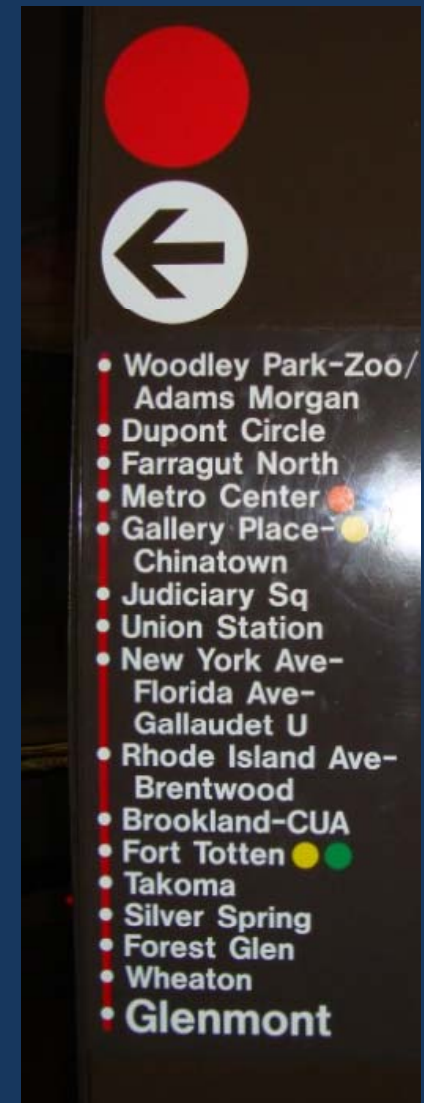 Woodley Park-Zoo/
Adams Morgan
Dupont Circle
Farragut North
Metro Center
Gallery Place-
Chinatown
Judiciary Sq
Union Station
New York Ave-
Florida Ave-
Gallaudet U
Rhode Island Ave-
Brentwood
Brookland-CUA
Fort Totten
Takoma
Silver Spring
Forest Glen
Wheaton
Glenmont